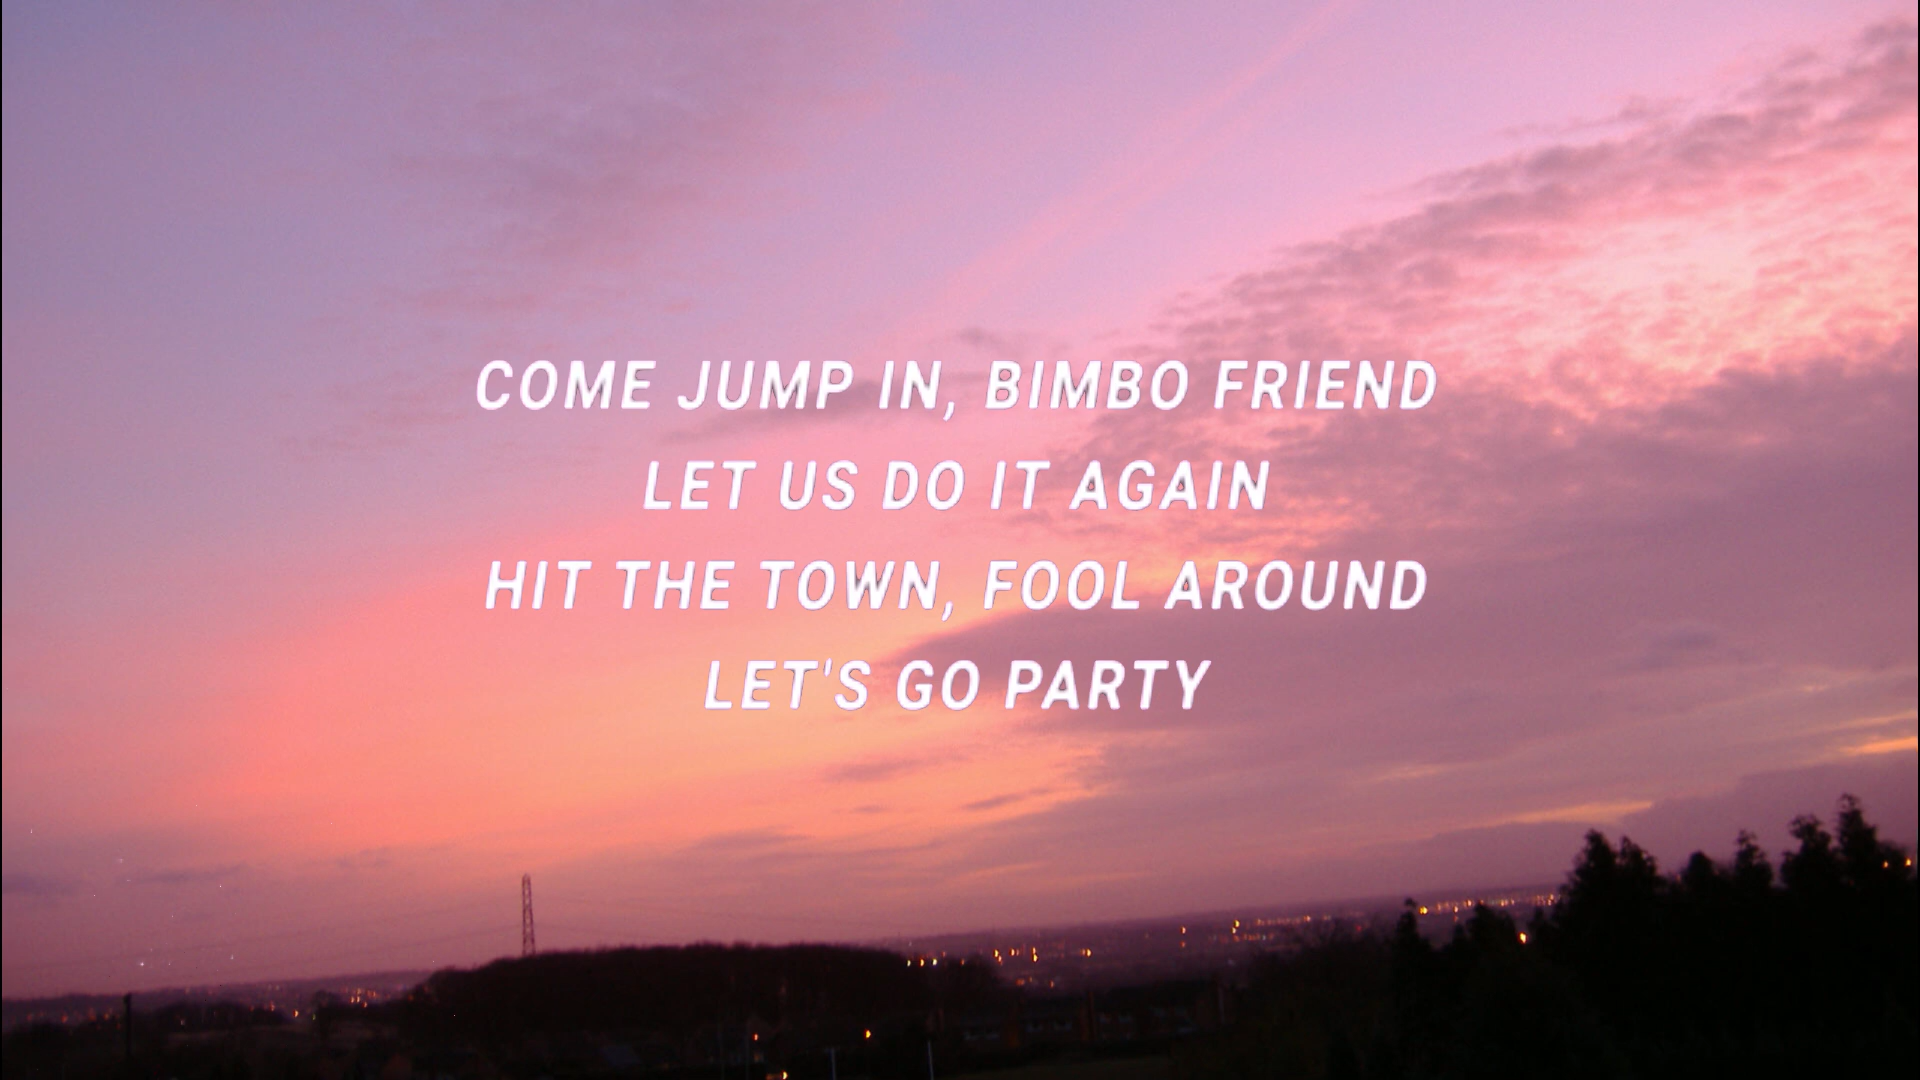 COME JUMP IN, BIMBO FRIEND
LET US DO IT AGAIN
HIT THE TOWN, FOOL AROUND
LET'S GO PARTY